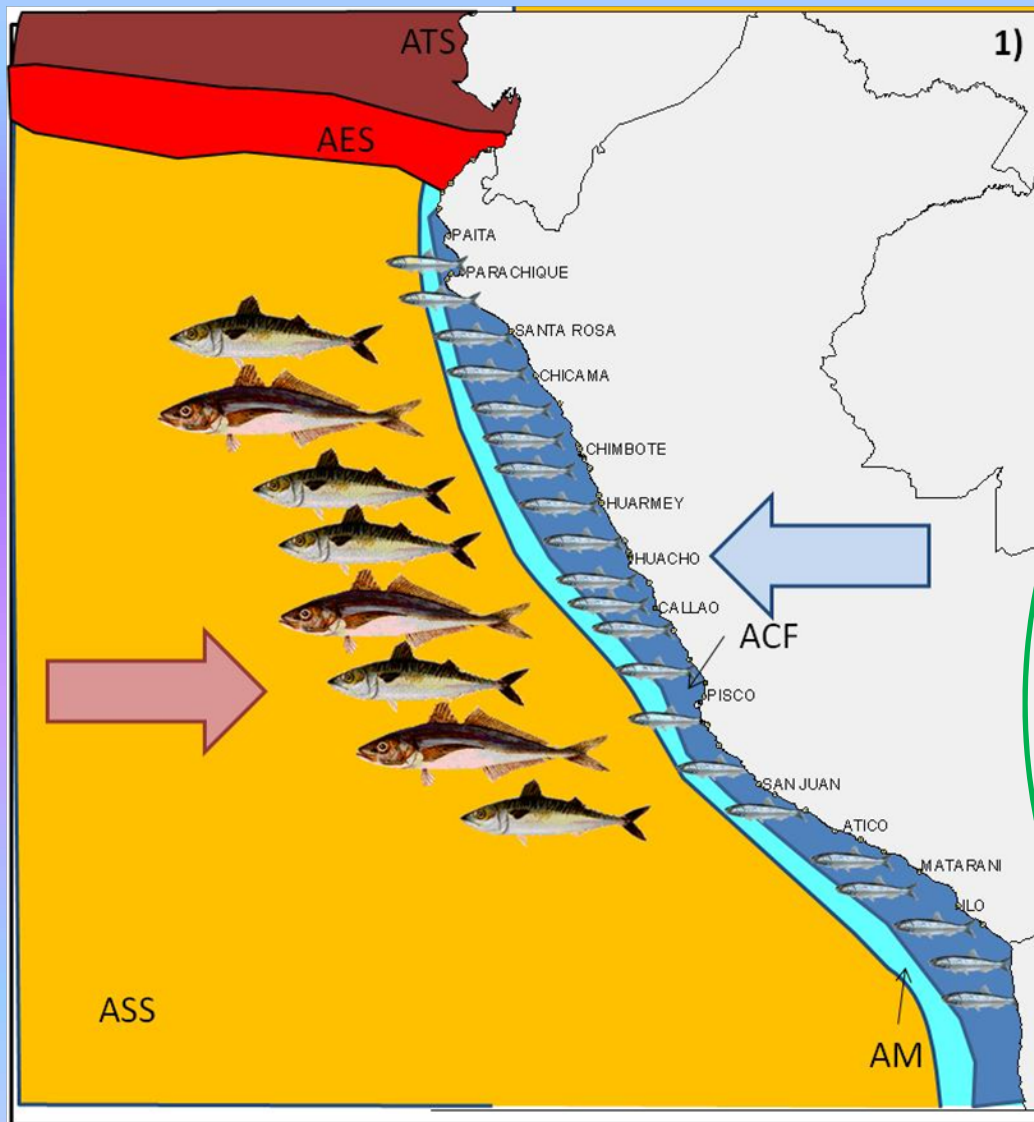 ATS
1)
AES
PAITA
PARACHIQUE
SANTA ROSA
CHICAMA
CHIMBOTE
HUARMEY
HUACHO
CALLAO
ACF
PISCO
SAN JUAN
ATICO
MATARANI
ILO
ASS
AM